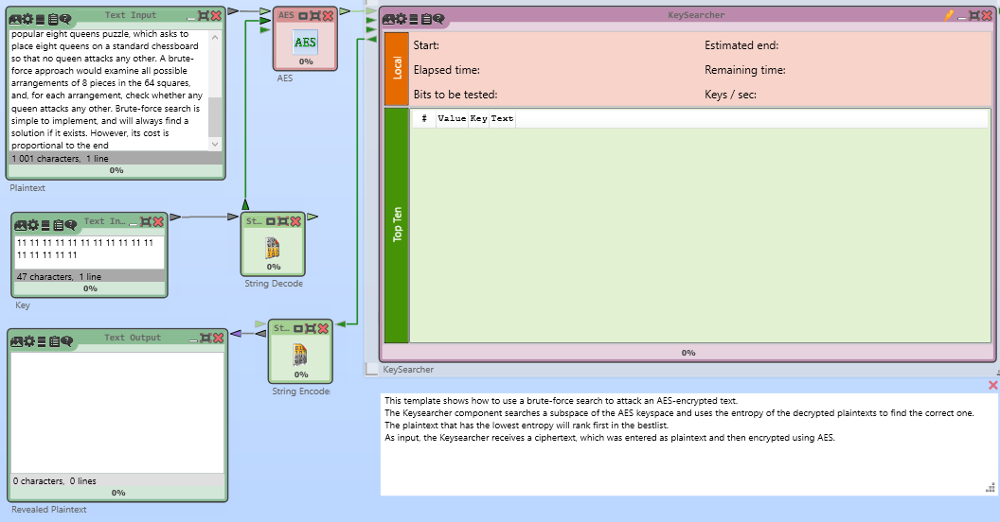 Text Input
popular eight queens puzzle, which asks to
place eight queens on a standard chessboard
so that no queen attacks any other. A brute-
force approach would examine all possible
arrangements of 8 pieces in the 64 squares,
and, for each arrangement, check whether any
queen attacks any other. Brute-force search is
simple to implement, and will always find a
solution if it exists. However, its cost is
proportional to the end
1 001 characters,  1 line
0%
Plaintext
AES
AES
0%
AES
Text In...
11 11 11 11 11 11 11 11 11 11 11
11 11 11 11 11
47 characters,  1 line
0%
Key
St...
0%
String Decode
St...
0%
String Encode
Text Output
0 characters,  0 lines
0%
Revealed Plaintext
KeySearcher
Local
Start:
Estimated end:
Elapsed time:
Remaining time:
Bits to be tested:
Keys / sec:
Top Ten
# Value Key Text
0%
KeySearcher
This template shows how to use a brute-force search to attack an AES-encrypted text.
The Keysearcher component searches a subspace of the AES keyspace and uses the entropy of the decrypted plaintexts to find the correct one.
The plaintext that has the lowest entropy will rank first in the bestlist.
As input, the Keysearcher receives a ciphertext, which was entered as plaintext and then encrypted using AES.